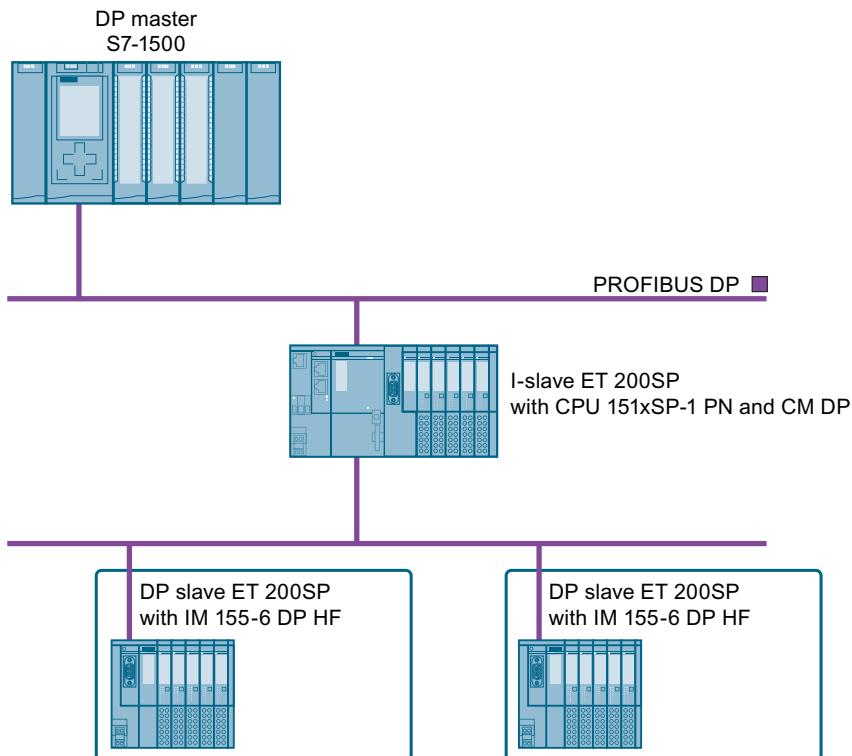 DP master
S7-1500
PROFIBUS DP
I-slave ET 200SP
with CPU 151xSP-1 PN and CM DP
DP slave ET 200SP
with IM 155-6 DP HF
DP slave ET 200SP
with IM 155-6 DP HF